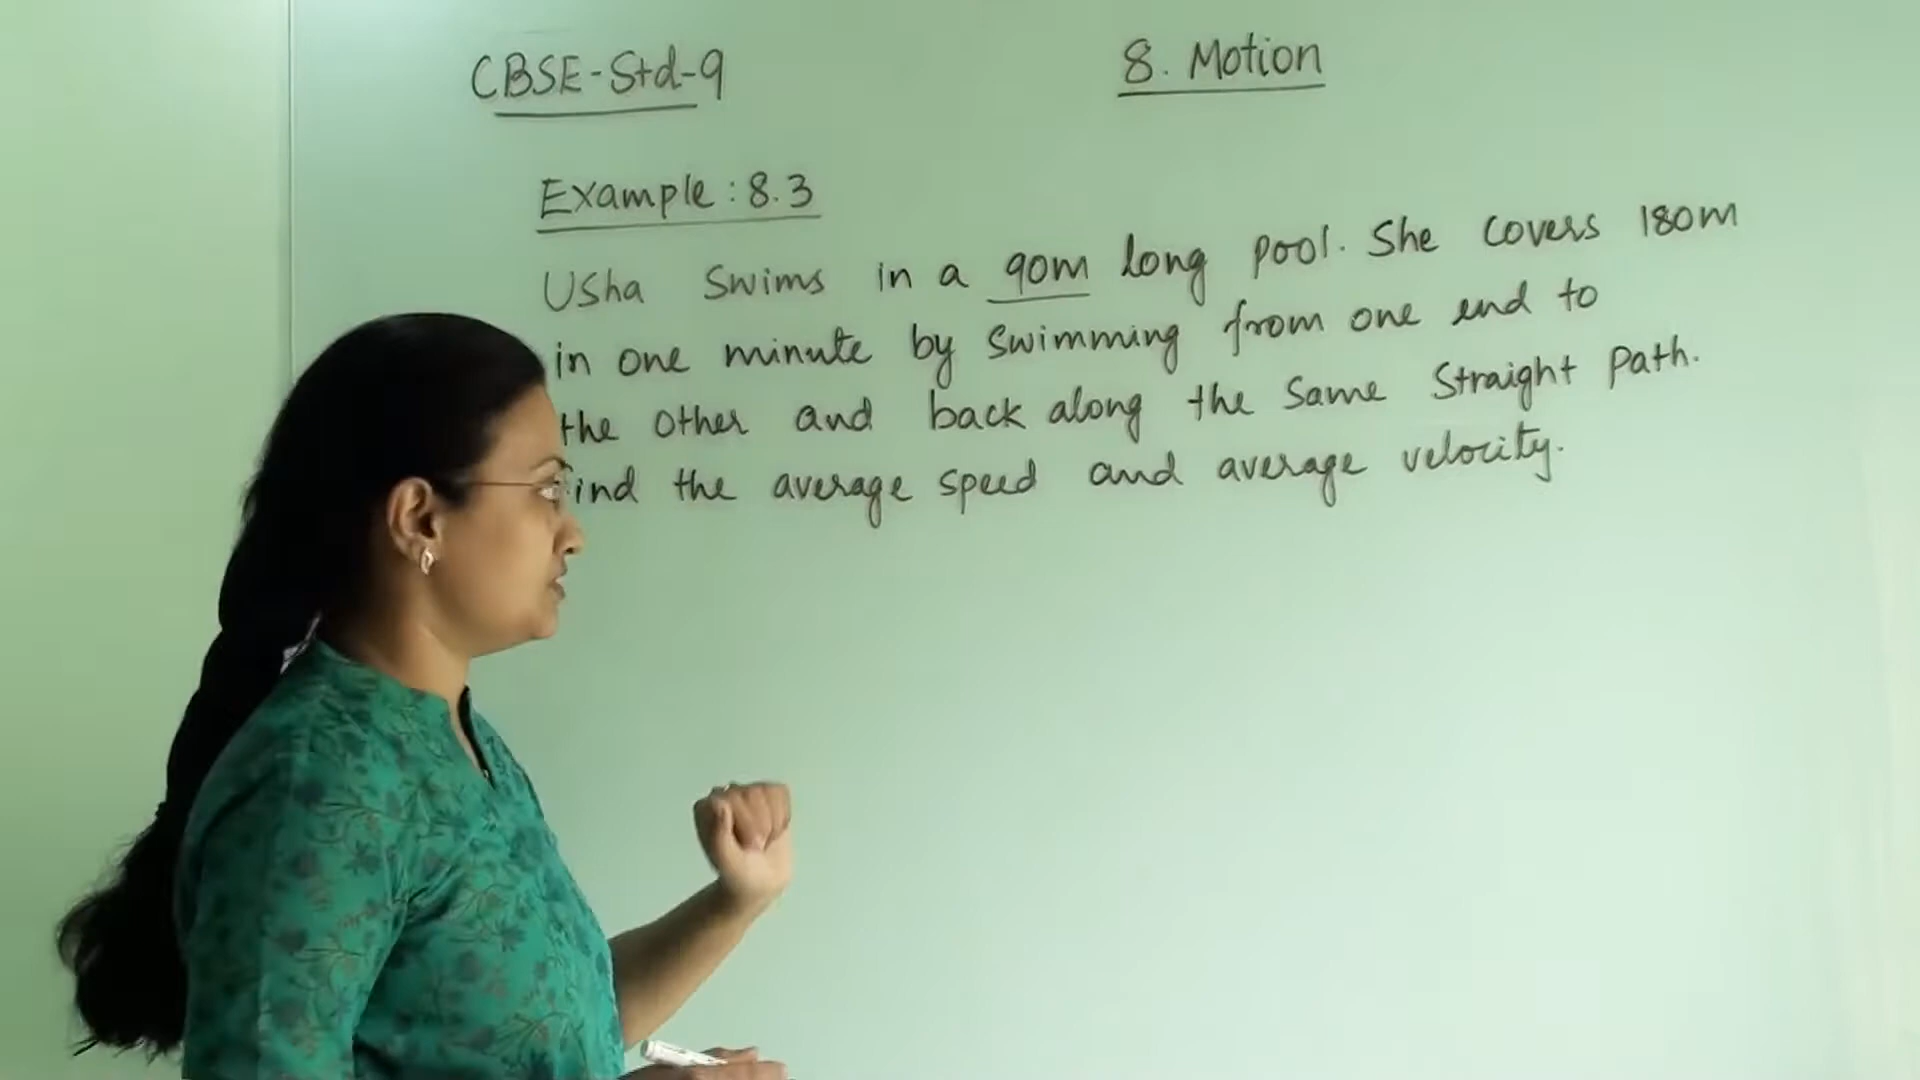 CBSE-Std-9
8. Motion
Example: 8.3
Usha Swims in a 90m long pool. She covers 180m
in one minute by swimming from one end to
the other and back along the same straight path.
ind the average speed and average velocity.